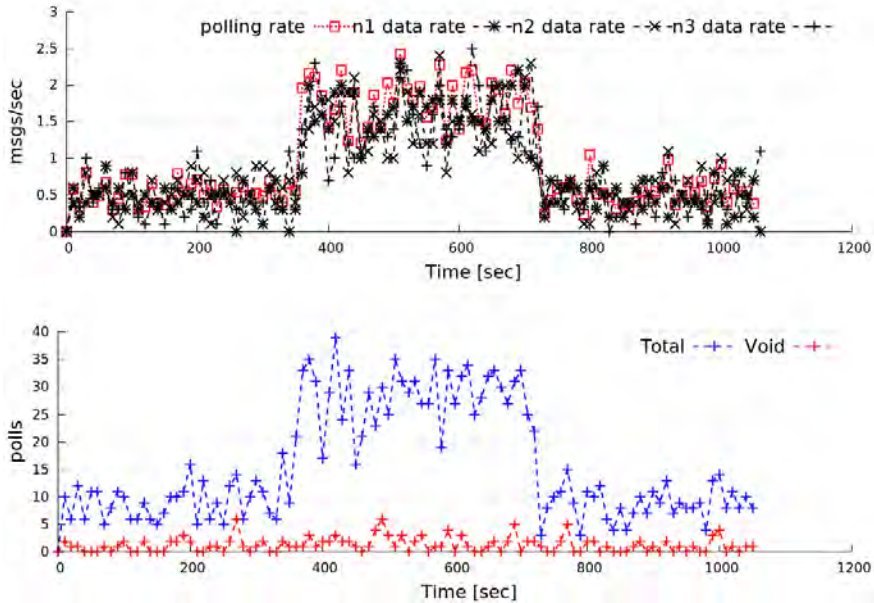 polling rate n1 data rate n2 data rate n3 data rate
3
2.5
2
1.5
1
0.5
0
msgs/sec
0 200 400 600 800 1000 1200
Time [sec]
Total Void
40
35
30
25
20
15
10
5
0
polls
0 200 400 600 800 1000 1200
Time [sec]